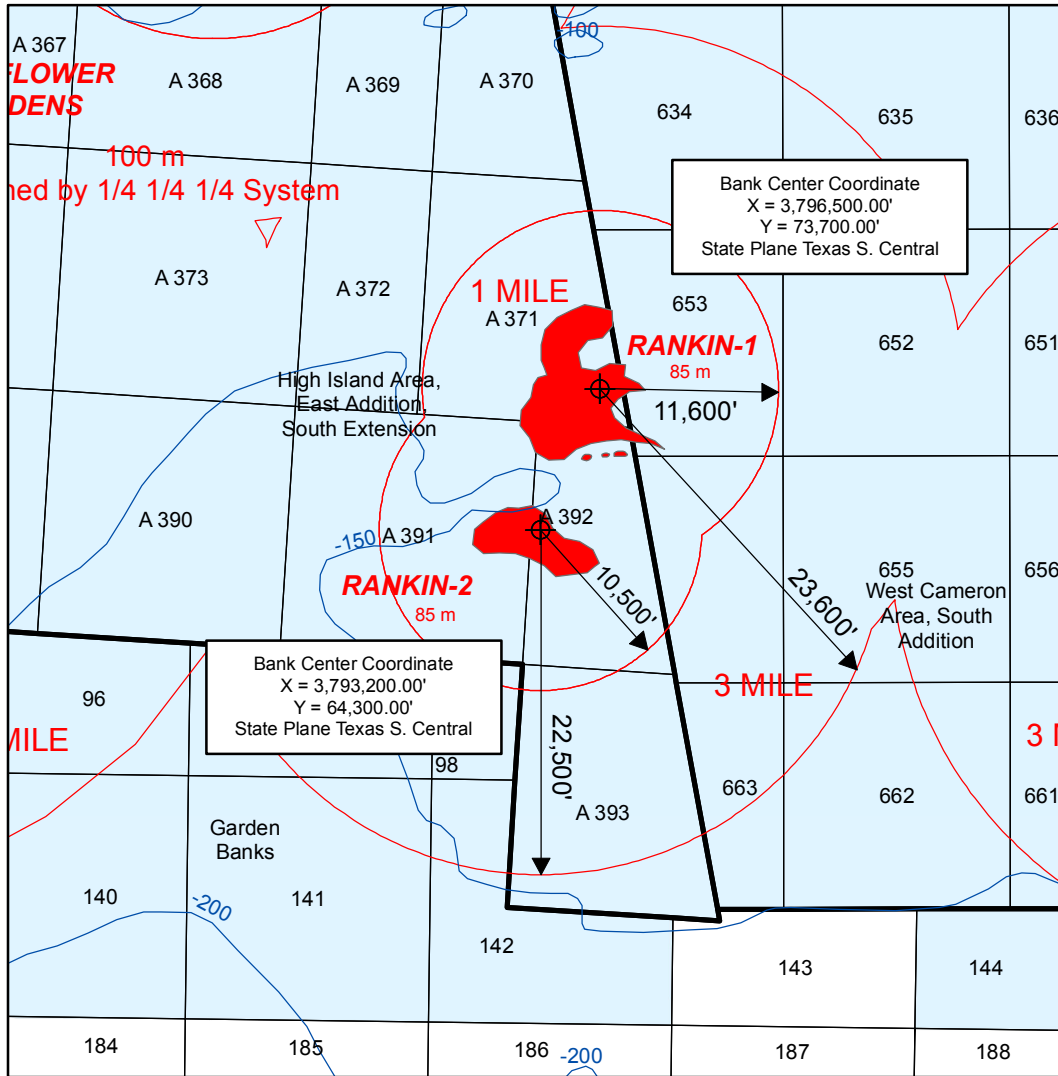 -100
A 367
A 368
A 369
A 370
634
635
636
FLOWER
DENS
100 m
ned by 1/4 1/4 1/4 System
Bank Center Coordinate
X = 3,796,500.00'
Y = 73,700.00'
State Plane Texas S. Central
A 373
A 372
1 MILE
A 371
653
652
651
RANKIN-1
85 m
11,600'
High Island Area,
East Addition,
South Extension
A 390
-150
A 391
A 392
RANKIN-2
85 m
10,500'
23,600'
655
656
West Cameron
Area, South
Addition
Bank Center Coordinate
X = 3,793,200.00'
Y = 64,300.00'
State Plane Texas S. Central
96
MILE
98
22,500'
3 MILE
3 M
A 393
663
662
661
Garden
Banks
140
-200
141
142
143
144
184
185
186
-200
187
188